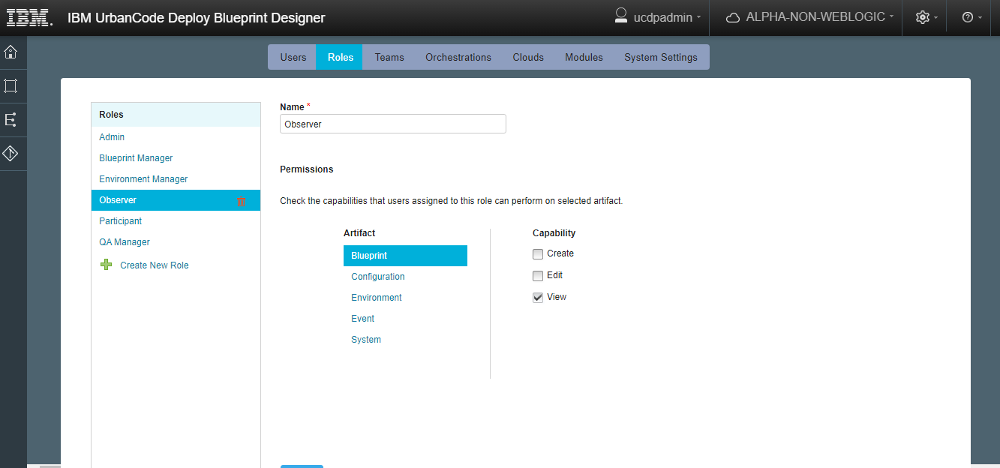 IBM IBM UrbanCode Deploy Blueprint Designer ucdpadmin ALPHA-NON-WEBLOGIC
Users Roles Teams Orchestrations Clouds Modules System Settings
Roles
Admin
Blueprint Manager
Environment Manager
Observer
Participant
QA Manager
Create New Role
Name *
Observer
Permissions
Check the capabilities that users assigned to this role can perform on selected artifact.
Artifact
Blueprint
Configuration
Environment
Event
System
Capability
Create
Edit
View